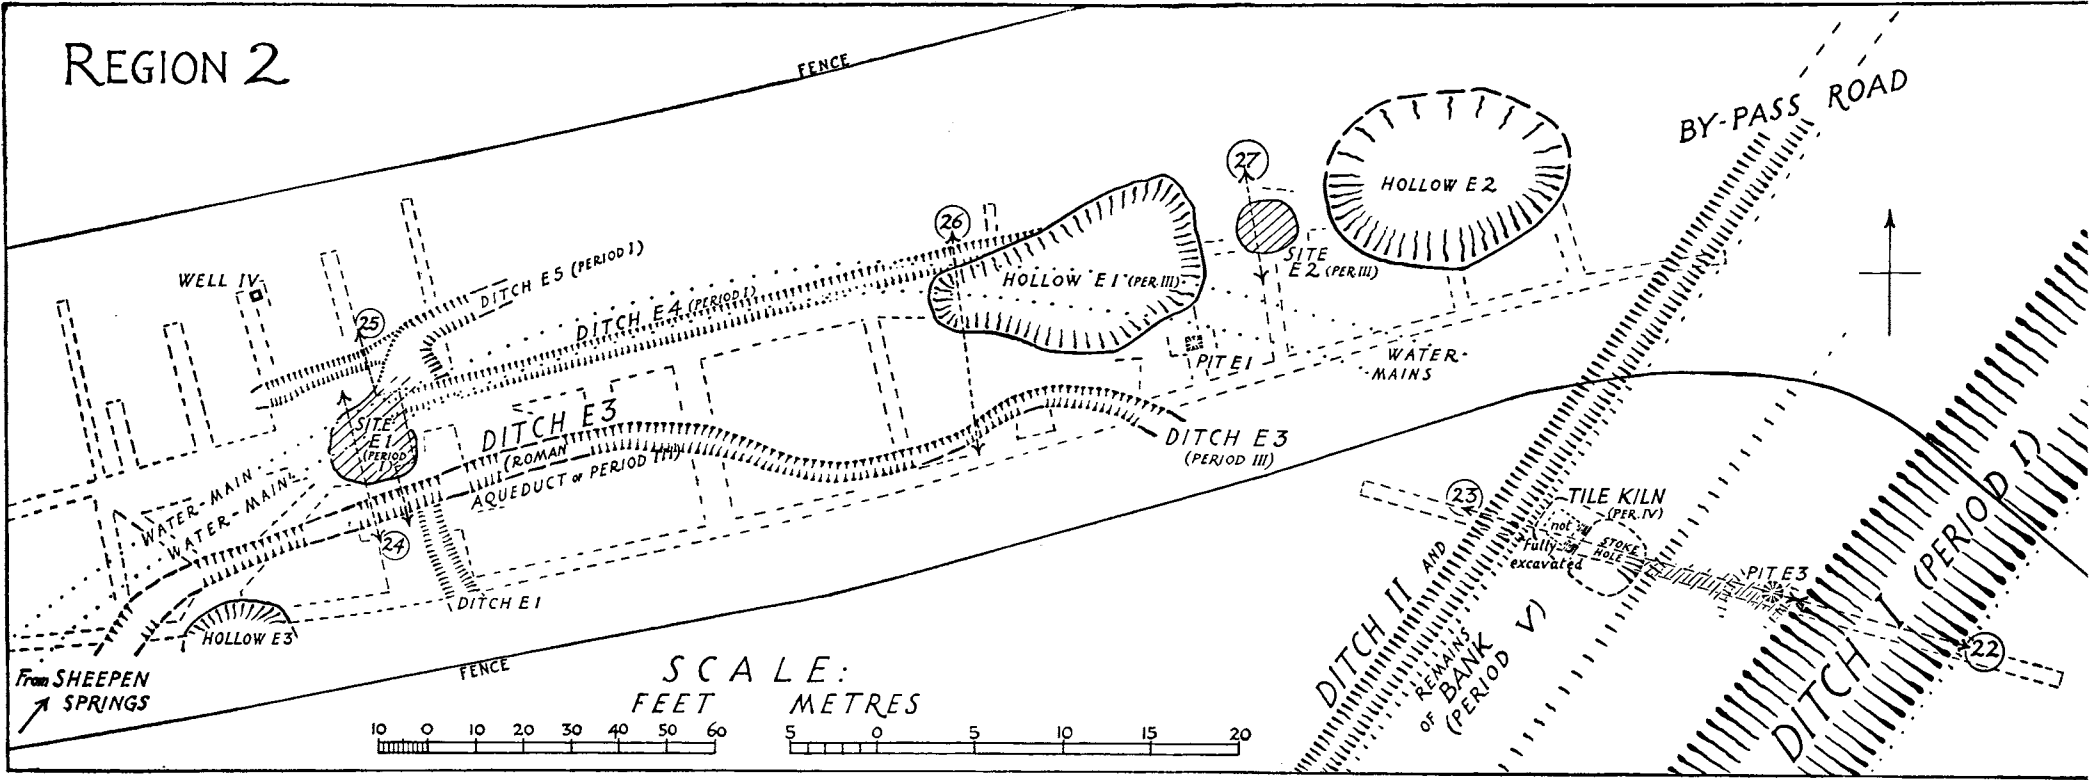 REGION 2
FENCE
BY-PASS ROAD
27
HOLLOW E2
26
SITE
E2 (PER.III)
WELL IV
DITCH E5 (PERIOD I)
HOLLOW E1 (PER.III)
DITCH E4 (PERIOD I)
25
PIT E1
WATER-
-MAINS
SITE
E1
(PERIOD
I)
DITCH E3
(ROMAN
AQUEDUCT OF PERIOD III)
DITCH E3
(PERIOD III)
WATER-MAIN
WATER-MAIN
24
23
TILE KILN
(PER.IV)
not
fully
excavated
STOKE
HOLE
PIT E3
DITCH E1
HOLLOW E3
DITCH II AND
REMAINS
OF BANK
(PERIOD V)
DITCH I (PERIOD I)
22
From SHEEPEN
SPRINGS
FENCE
SCALE:
FEET METRES
10 0 10 20 30 40 50 60
5 0 5 10 15 20